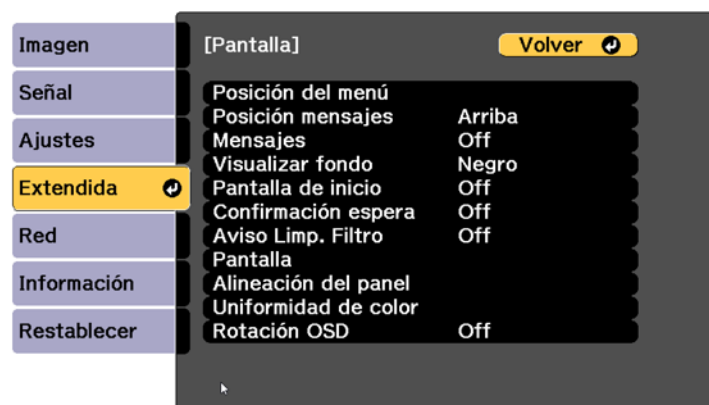 Imagen
Señal
Ajustes
Extendida
Red
Información
Restablecer
[Pantalla]
Volver
Posición del menú
Posición mensajes Arriba
Mensajes Off
Visualizar fondo Negro
Pantalla de inicio Off
Confirmación espera Off
Aviso Limp. Filtro Off
Pantalla
Alineación del panel
Uniformidad de color
Rotación OSD Off